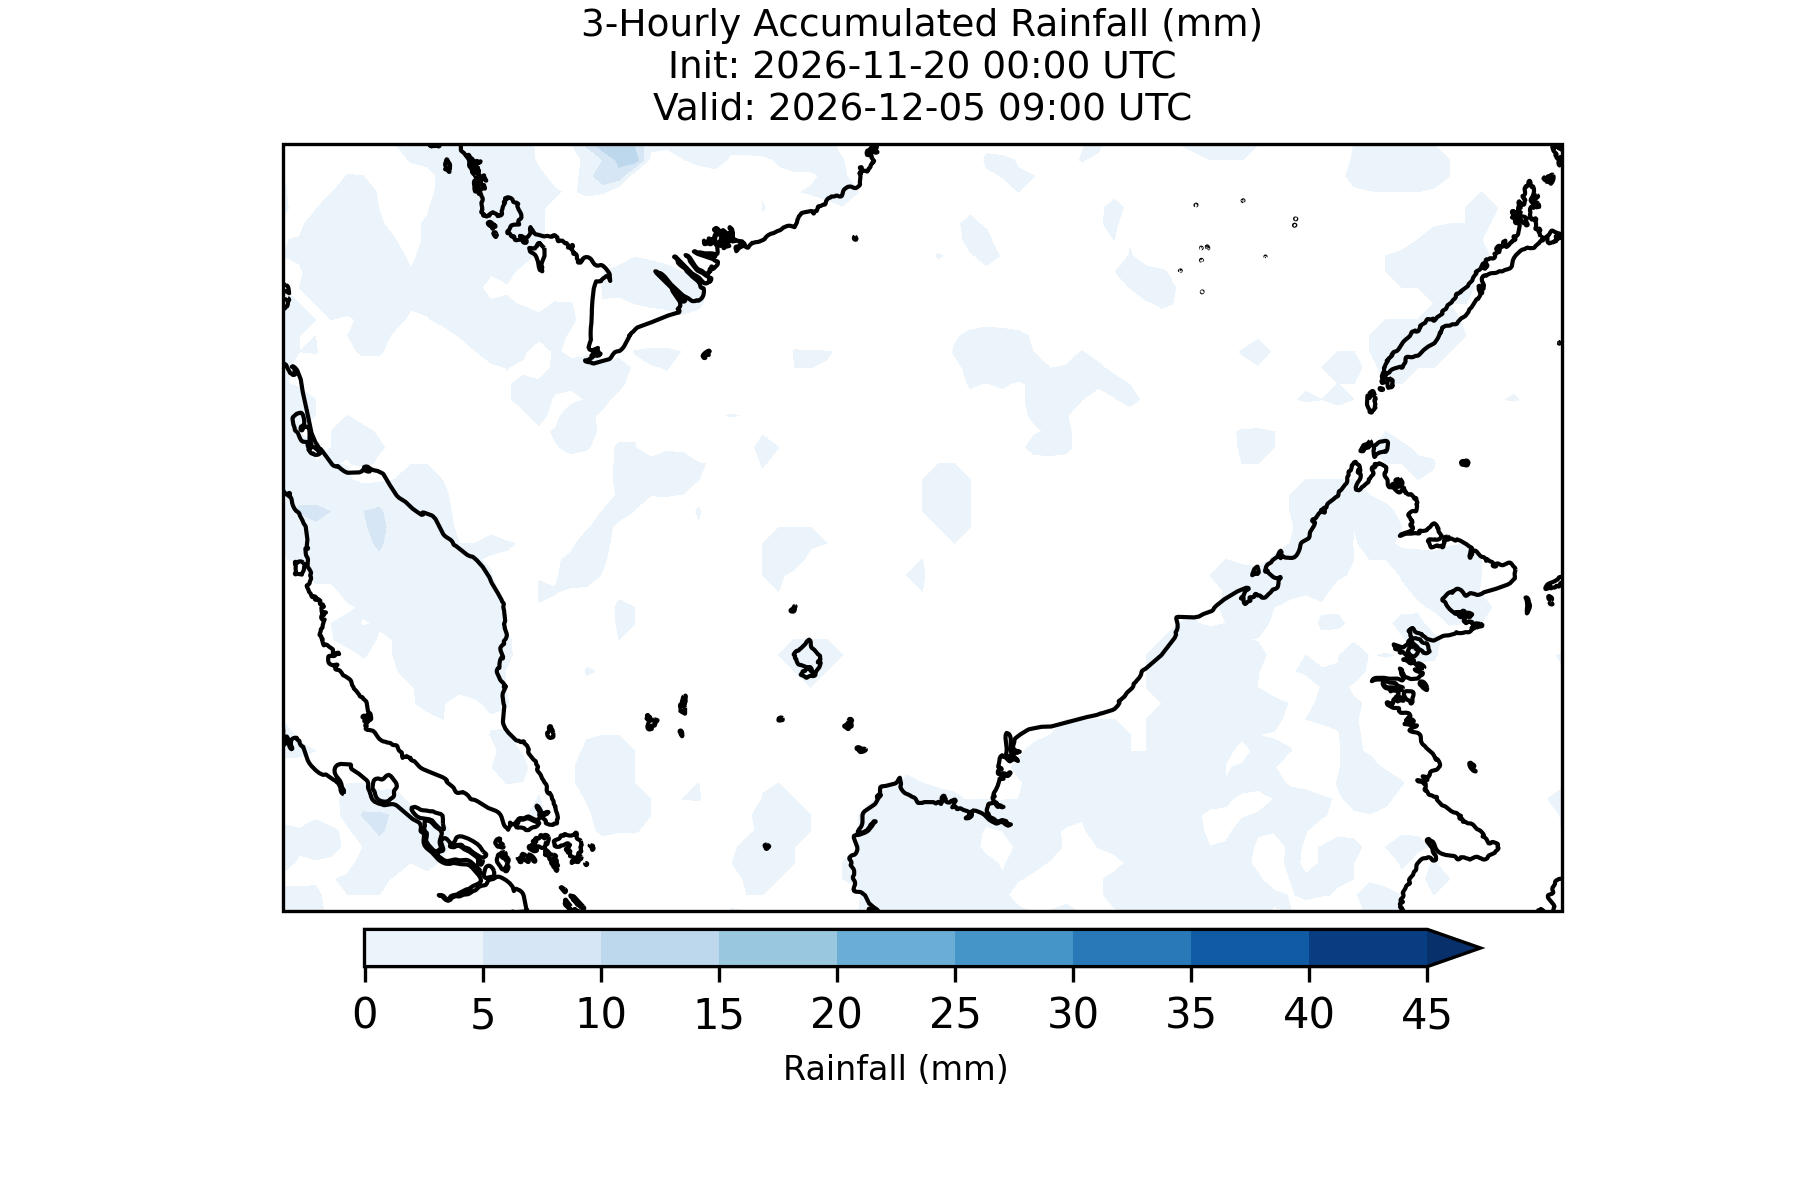 3-Hourly Accumulated Rainfall (mm)
Init: 2026-11-20 00:00 UTC
Valid: 2026-12-05 09:00 UTC
0 5 10 15 20 25 30 35 40 45
Rainfall (mm)